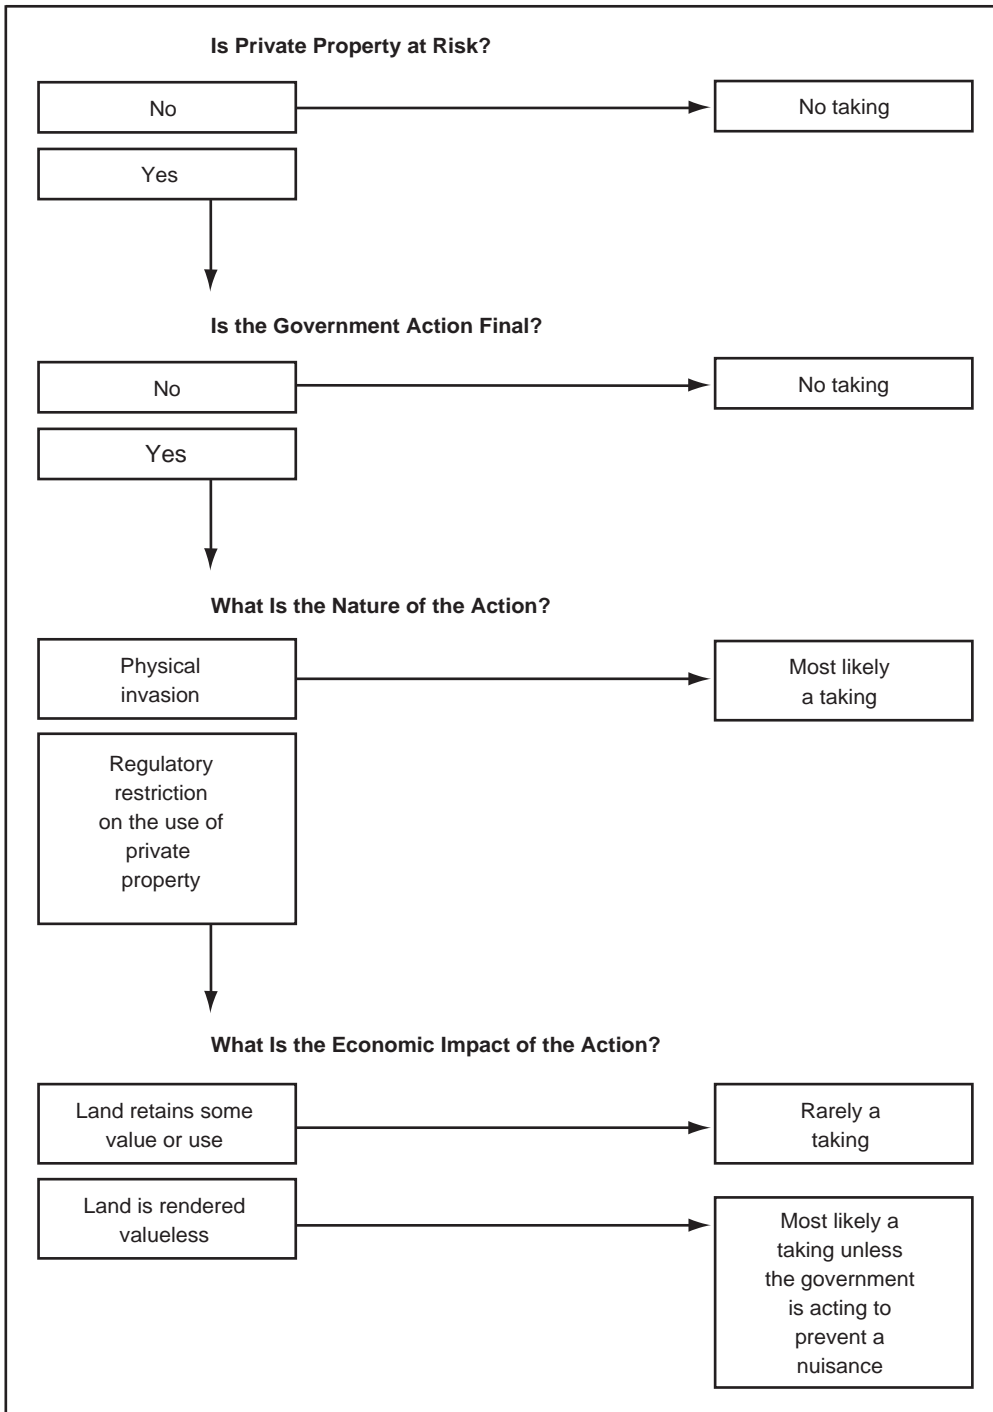 Is Private Property at Risk?
No
No taking
Yes
Is the Government Action Final?
No
No taking
Yes
What Is the Nature of the Action?
Physical
invasion
Most likely
a taking
Regulatory
restriction
on the use of
private
property
What Is the Economic Impact of the Action?
Land retains some
value or use
Rarely a
taking
Land is rendered
valueless
Most likely a
taking unless
the government
is acting to
prevent a
nuisance